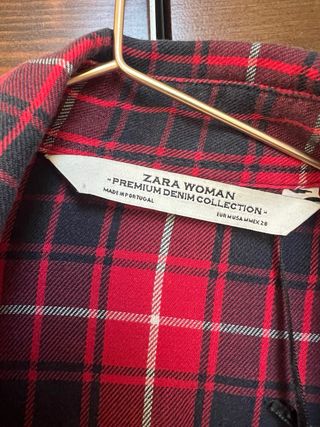 ZARA WOMAN
- PREMIUM DENIM COLLECTION -
MADE IN PORTUGAL
EUR M USA M MEX 28